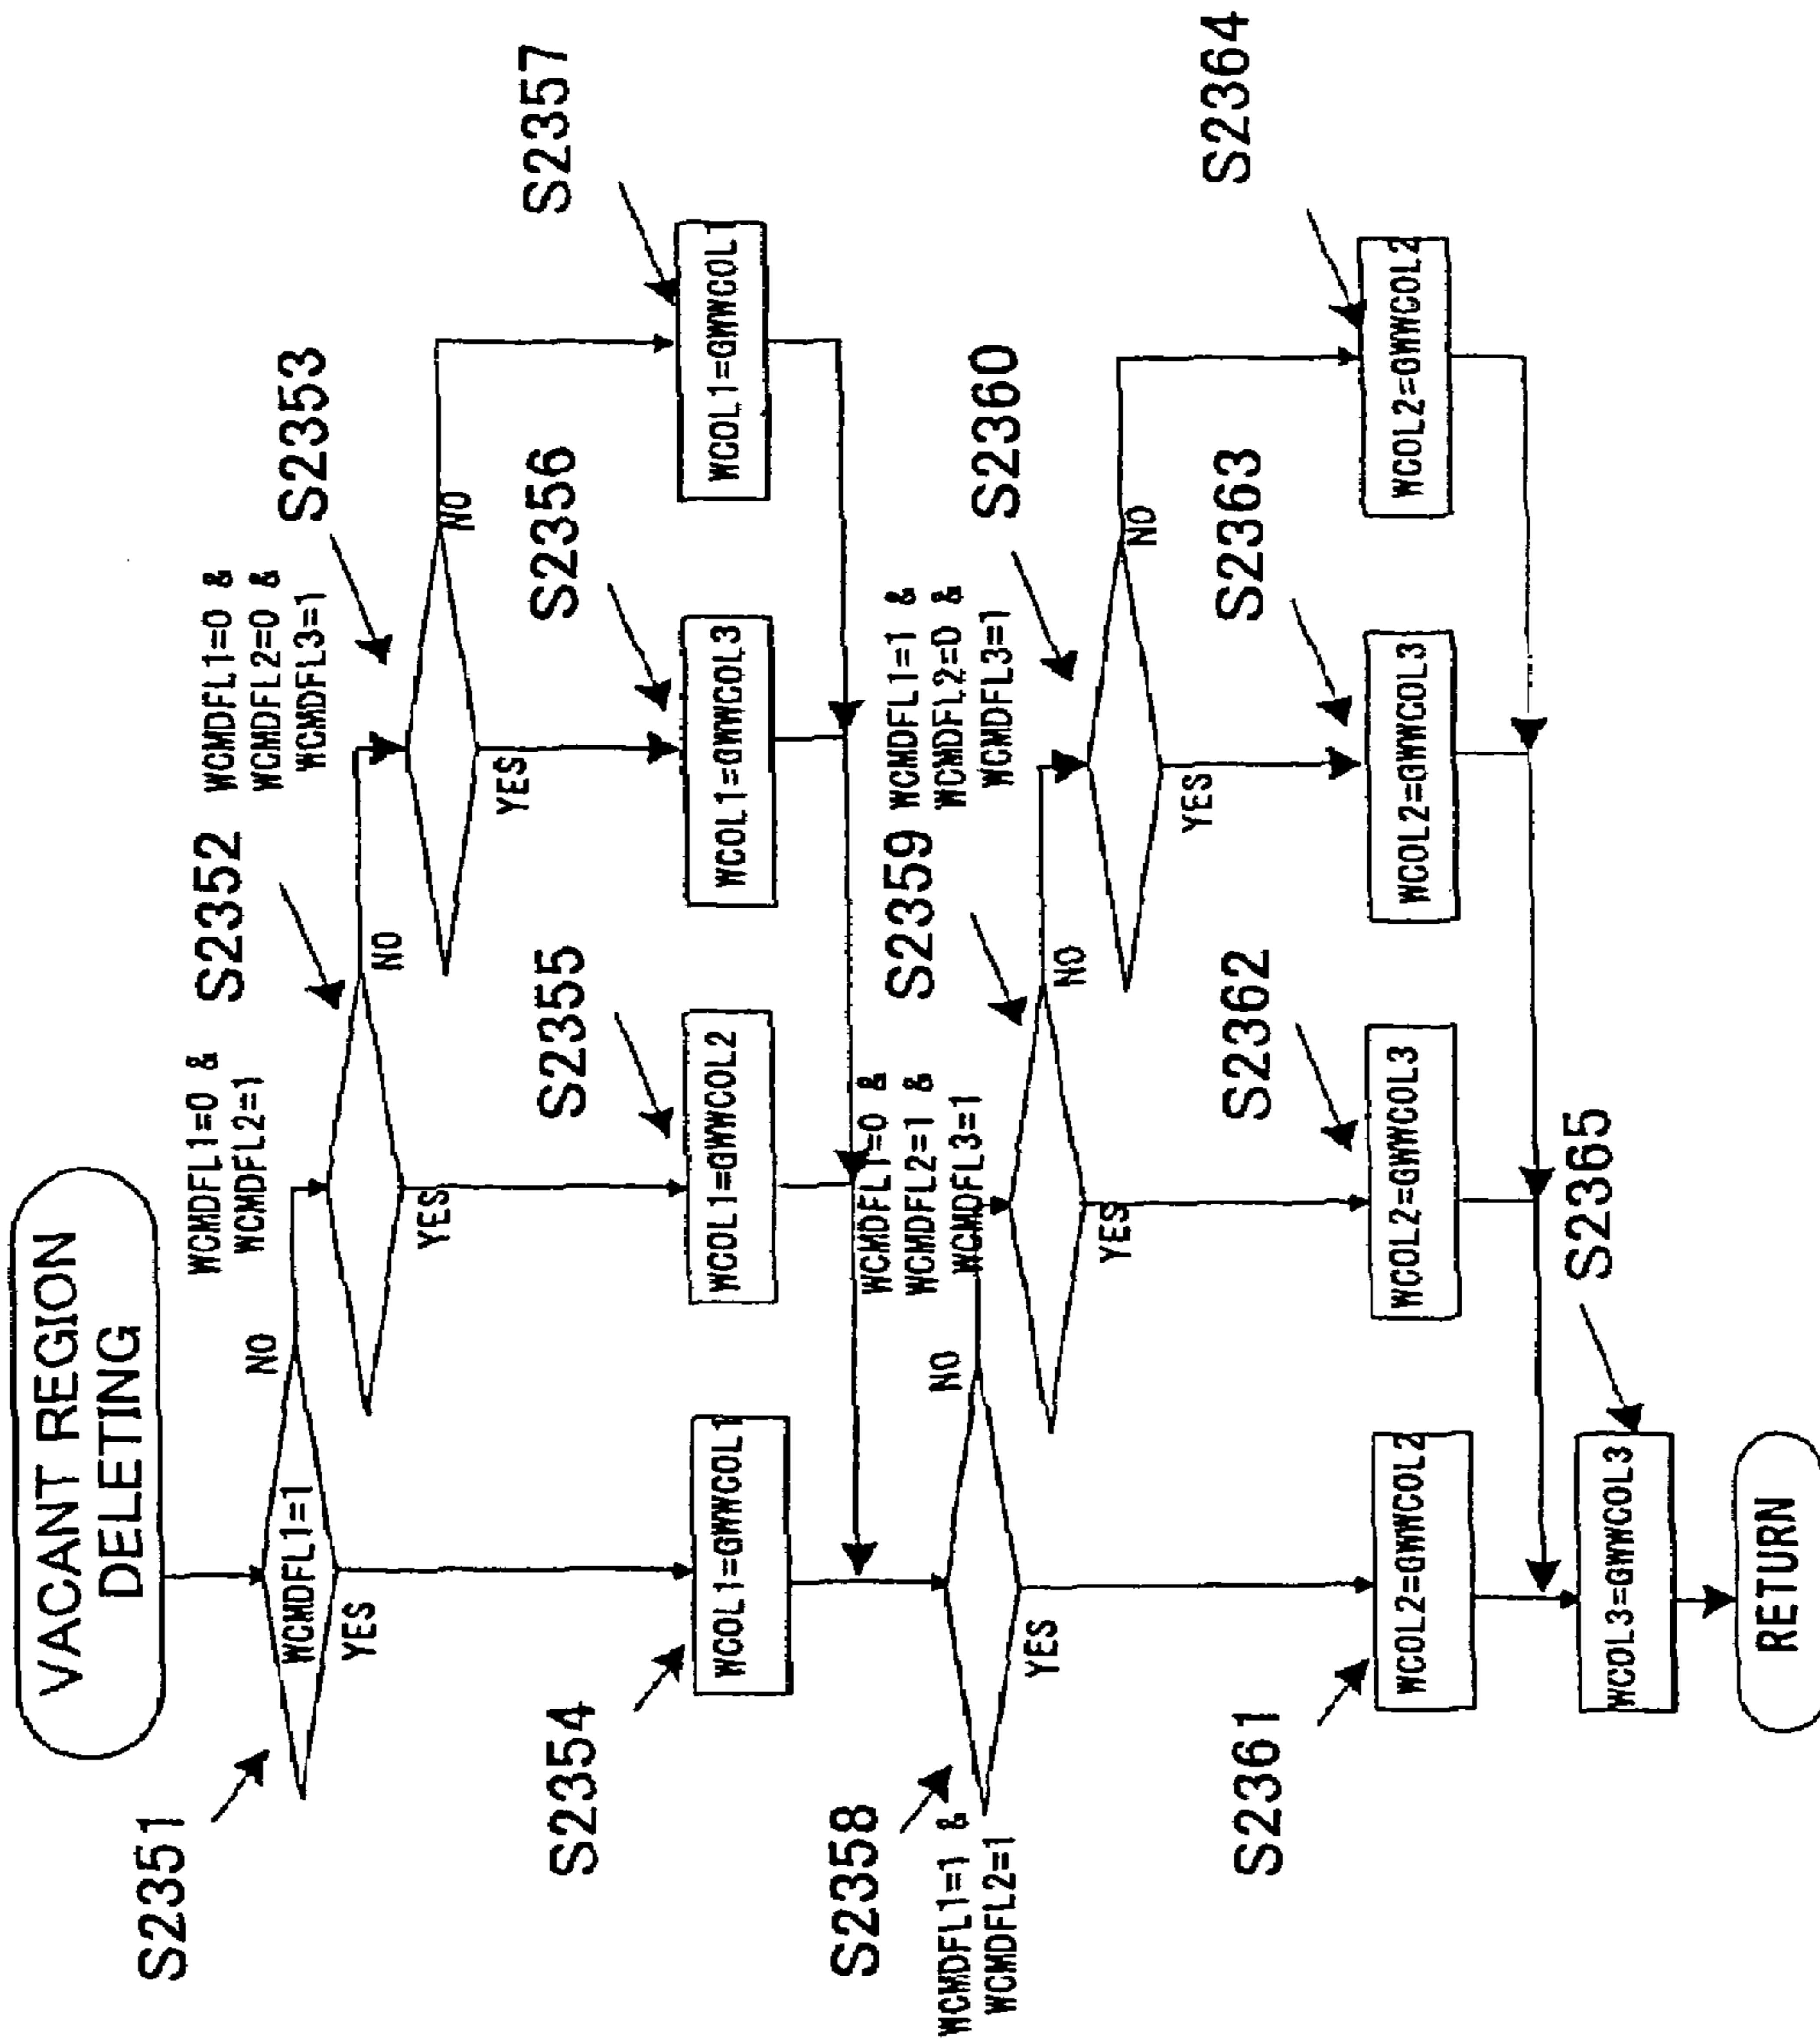 VACANT REGION
DELETING
S2351
WCMDFL1=1
NO
YES
WCMDFL1=0 &
WCMDFL2=1
S2352
NO
YES
WCMDFL1=0 &
WCMDFL2=0 &
WCMDFL3=1
S2353
NO
YES
S2354
WCOL1=GWWCOL1
S2355
WCOL1=GWWCOL2
S2356
WCOL1=GWWCOL3
S2357
WCOL1=GWWCOL1
S2358
WCMDFL1=1 &
WCMDFL2=1
NO
YES
WCMDFL1=0 &
WCMDFL2=1 &
WCMDFL3=1
S2359
NO
YES
WCMDFL1=1 &
WCMDFL2=0 &
WCMDFL3=1
S2360
NO
YES
S2361
WCOL2=GWWCOL2
S2362
WCOL2=GWWCOL3
S2363
WCOL2=GWWCOL3
S2364
WCOL2=GWWCOL2
S2365
WCOL3=GWWCOL3
RETURN